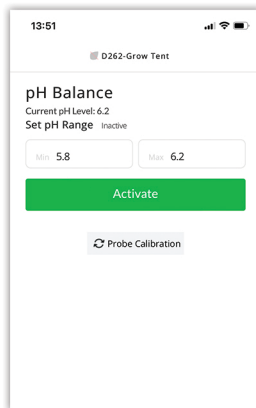 13:51
D262-Grow Tent
pH Balance
Current pH Level: 6.2
Set pH Range Inactive
Min 5.8 Max 6.2
Activate
Probe Calibration